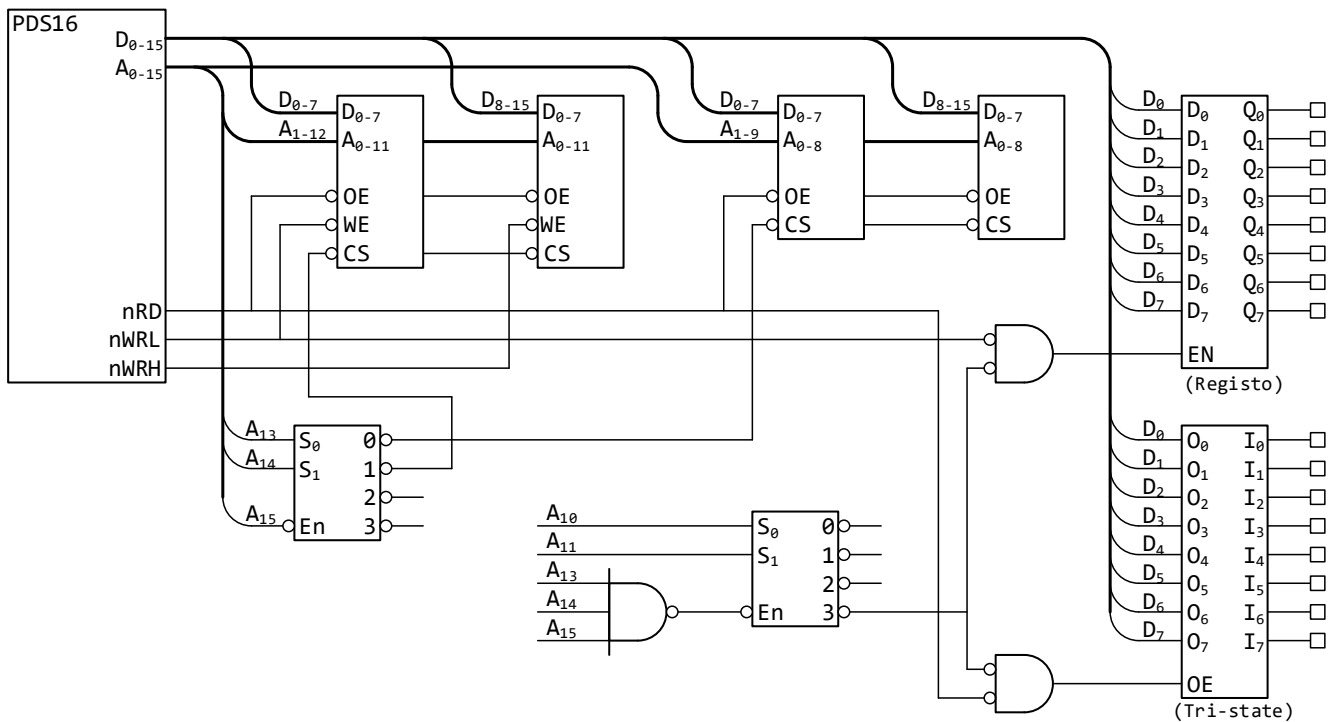 PDS16
D₀₋₁₅
A₀₋₁₅
nRD
nWRL
nWRH
D₀₋₇
A₁₋₁₂
D₀₋₇
A₀₋₁₁
OE
WE
CS
D₈₋₁₅
D₀₋₇
A₀₋₁₁
OE
WE
CS
D₀₋₇
A₁₋₉
D₀₋₇
A₀₋₈
OE
CS
D₈₋₁₅
D₀₋₇
A₀₋₈
OE
CS
D₀ D₀ Q₀
D₁ D₁ Q₁
D₂ D₂ Q₂
D₃ D₃ Q₃
D₄ D₄ Q₄
D₅ D₅ Q₅
D₆ D₆ Q₆
D₇ D₇ Q₇
EN
(Registo)
A₁₃ S₀ 0
A₁₄ S₁ 1
2
A₁₅ En 3
A₁₀ S₀ 0
A₁₁ S₁ 1
A₁₃
2
A₁₄ En 3
A₁₅
D₀ O₀ I₀
D₁ O₁ I₁
D₂ O₂ I₂
D₃ O₃ I₃
D₄ O₄ I₄
D₅ O₅ I₅
D₆ O₆ I₆
D₇ O₇ I₇
OE
(Tri-state)